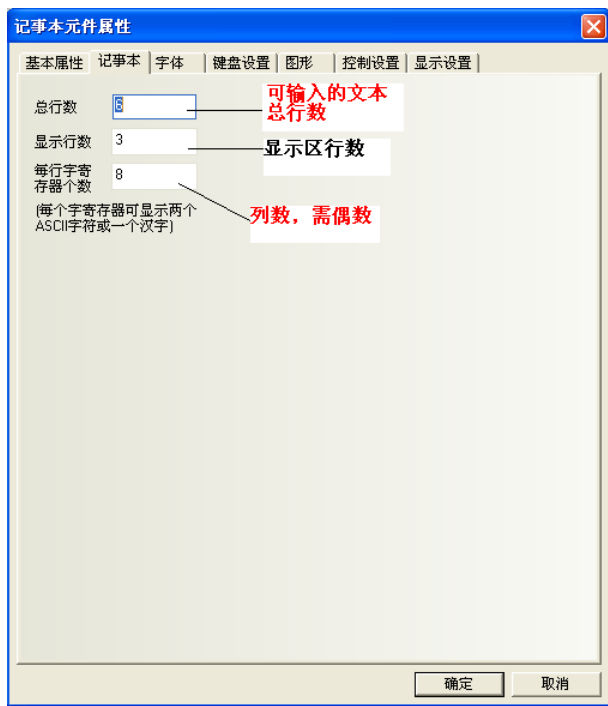 记事本元件属性
基本属性 记事本 字体 键盘设置 图形 控制设置 显示设置
总行数 6
可输入的文本
总行数
显示行数 3
显示区行数
每行字寄
存器个数 8
列数，需偶数
(每个字寄存器可显示两个
ASCII字符或一个汉字)
确定 取消